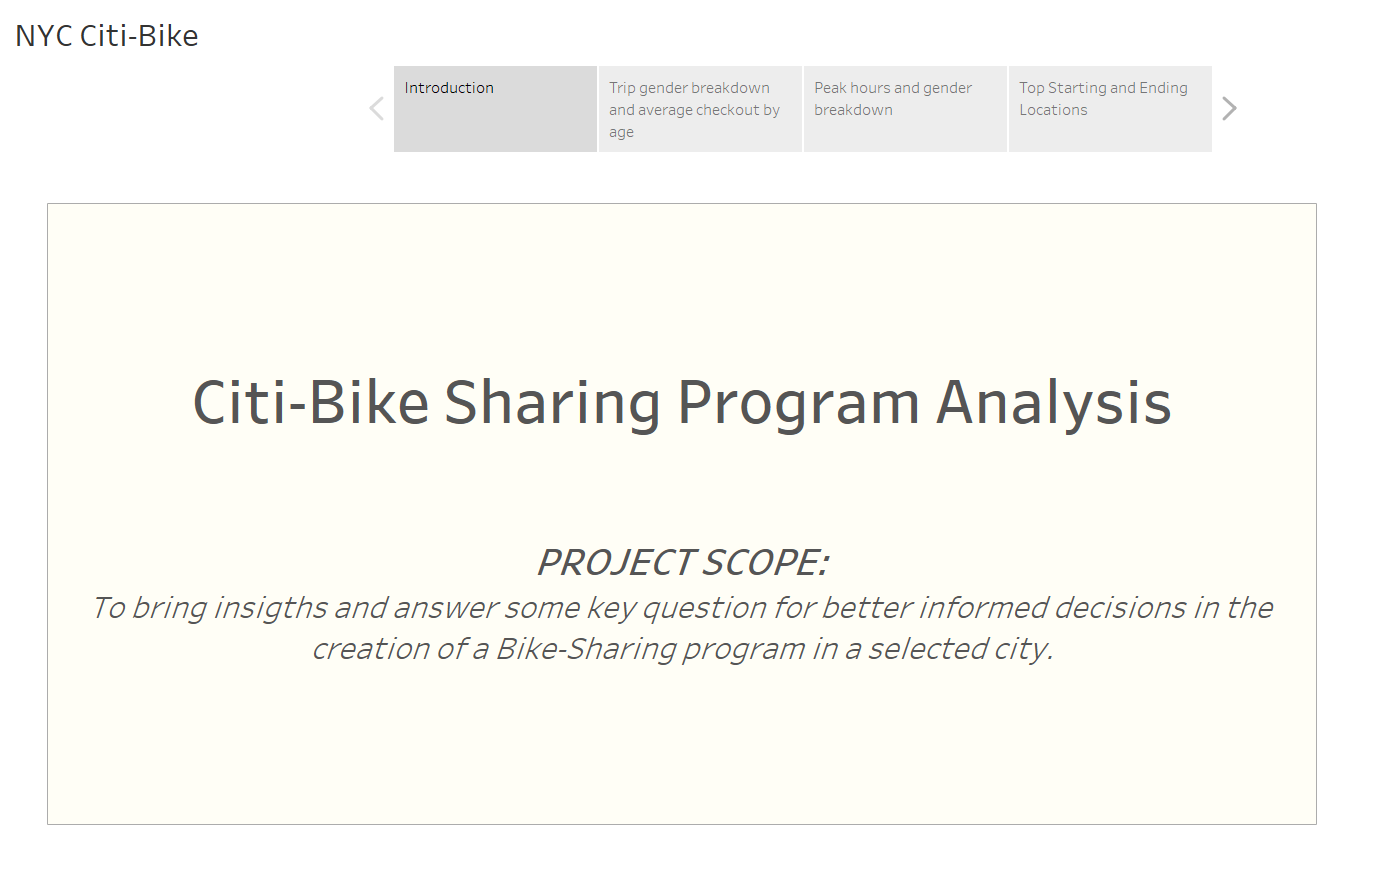 NYC Citi-Bike
Introduction
Trip gender breakdown
and average checkout by
age
Peak hours and gender
breakdown
Top Starting and Ending
Locations
Citi-Bike Sharing Program Analysis
PROJECT SCOPE:
To bring insigths and answer some key question for better informed decisions in the
creation of a Bike-Sharing program in a selected city.